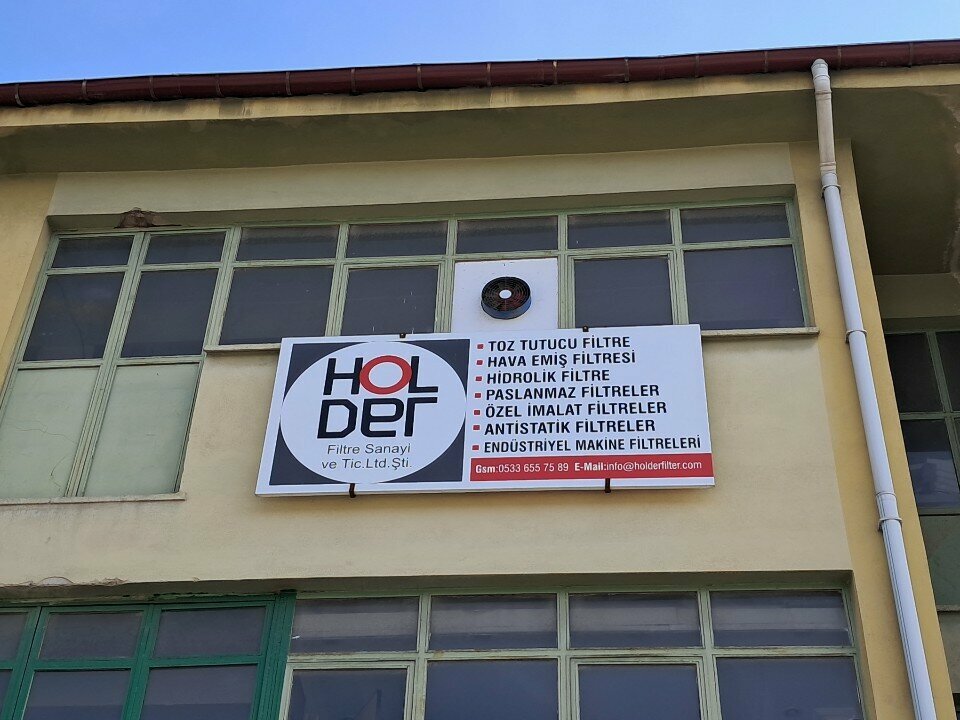 HOL
Der
Filtre Sanayi
ve Tic.Ltd.Şti.
TOZ TUTUCU FİLTRE
HAVA EMİŞ FİLTRESİ
HİDROLİK FİLTRE
PASLANMAZ FİLTRELER
ÖZEL İMALAT FİLTRELER
ANTİSTATİK FİLTRELER
ENDÜSTRİYEL MAKİNE FİLTRELERİ
Gsm:0533 655 75 89 E-Mail:info@holderfilter.com